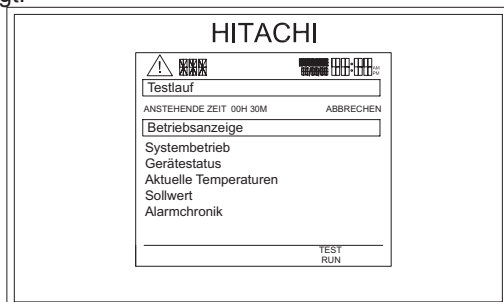 HITACHI
Testlauf
ANSTEHENDE ZEIT 00H 30M ABBRECHEN
Betriebsanzeige
Systembetrieb
Gerätestatus
Aktuelle Temperaturen
Sollwert
Alarmchronik
TEST
RUN